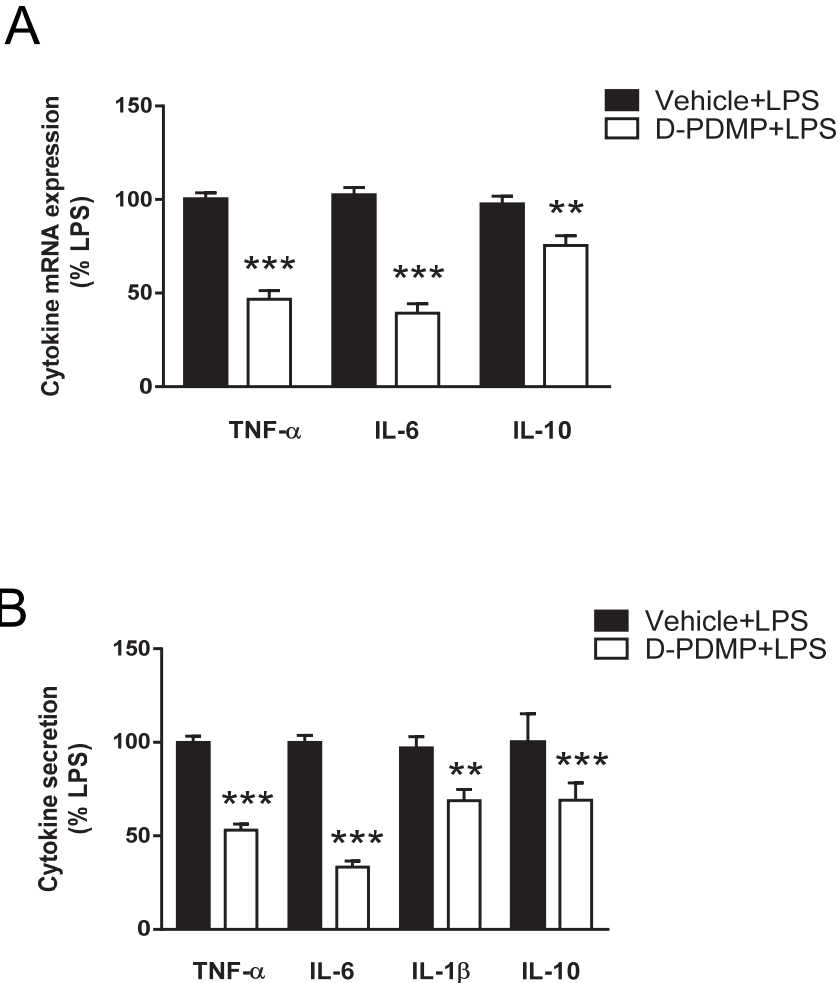 A
Cytokine mRNA expression
(% LPS)
150
100
50
0
***
***
**
Vehicle+LPS
D-PDMP+LPS
TNF-α IL-6 IL-10
B
Cytokine secretion
(% LPS)
150
100
50
0
***
***
**
***
Vehicle+LPS
D-PDMP+LPS
TNF-α IL-6 IL-1β IL-10